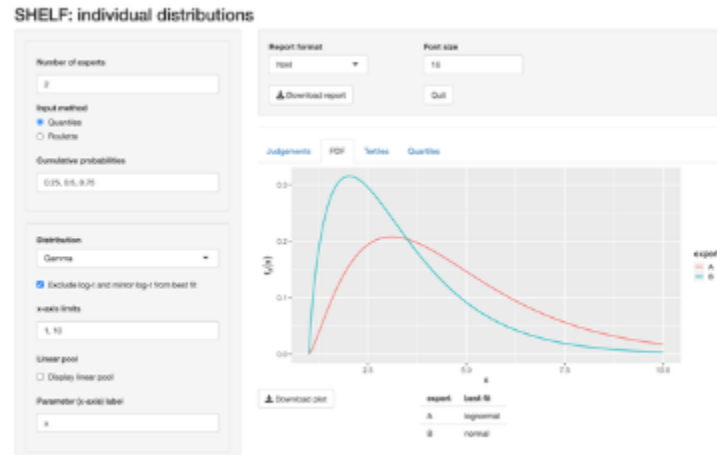 SHELF: individual distributions
Number of experts
2
Input method
Quantiles
Roulette
Cumulative probabilities
0.25, 0.5, 0.75
Distribution
Gamma
Exclude log-t and mirror log-t from best fit
x-axis limits
1, 10
Linear pool
Display linear pool
Parameter (x-axis) label
x
Report format
html
Font size
16
Download report
Quit
Judgements PDF Tertiles Quartiles
0.3
0.2
0.1
0.0
2.5 5.0 7.5 10.0
x
expert
A
B
Download plot
expert best fit
A lognormal
B normal